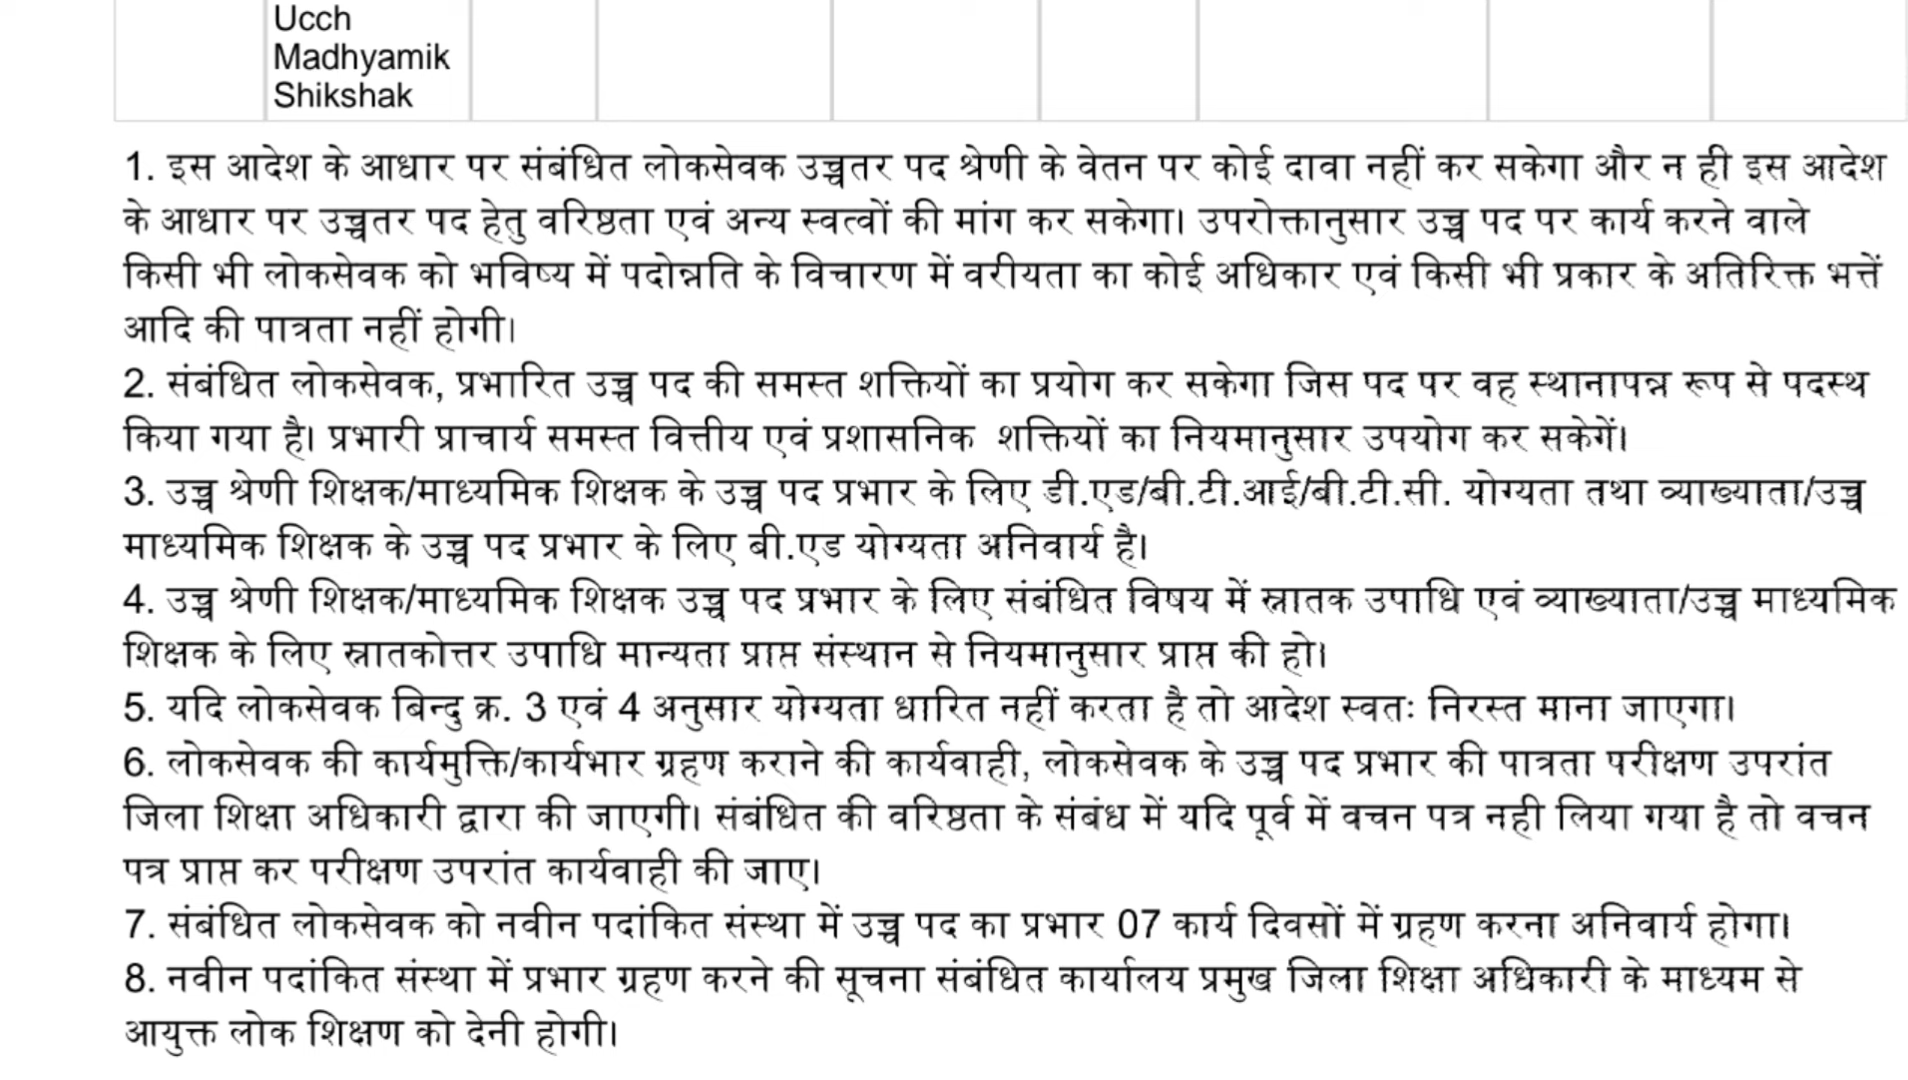 Ucch
Madhyamik
Shikshak
1. इस आदेश के आधार पर संबंधित लोकसेवक उच्चतर पद श्रेणी के वेतन पर कोई दावा नहीं कर सकेगा और न ही इस आदेश
के आधार पर उच्चतर पद हेतु वरिष्ठता एवं अन्य स्वत्वों की मांग कर सकेगा। उपरोक्तानुसार उच्च पद पर कार्य करने वाले
किसी भी लोकसेवक को भविष्य में पदोन्नति के विचारण में वरीयता का कोई अधिकार एवं किसी भी प्रकार के अतिरिक्त भत्तें
आदि की पात्रता नहीं होगी।
2. संबंधित लोकसेवक, प्रभारित उच्च पद की समस्त शक्तियों का प्रयोग कर सकेगा जिस पद पर वह स्थानापन्न रूप से पदस्थ
किया गया है। प्रभारी प्राचार्य समस्त वित्तीय एवं प्रशासनिक शक्तियों का नियमानुसार उपयोग कर सकेगें।
3. उच्च श्रेणी शिक्षक/माध्यमिक शिक्षक के उच्च पद प्रभार के लिए डी.एड/बी.टी.आई/बी.टी.सी. योग्यता तथा व्याख्याता/उच्च
माध्यमिक शिक्षक के उच्च पद प्रभार के लिए बी.एड योग्यता अनिवार्य है।
4. उच्च श्रेणी शिक्षक/माध्यमिक शिक्षक उच्च पद प्रभार के लिए संबंधित विषय में स्नातक उपाधि एवं व्याख्याता/उच्च माध्यमिक
शिक्षक के लिए स्नातकोत्तर उपाधि मान्यता प्राप्त संस्थान से नियमानुसार प्राप्त की हो।
5. यदि लोकसेवक बिन्दु क्र. 3 एवं 4 अनुसार योग्यता धारित नहीं करता है तो आदेश स्वतः निरस्त माना जाएगा।
6. लोकसेवक की कार्यमुक्ति/कार्यभार ग्रहण कराने की कार्यवाही, लोकसेवक के उच्च पद प्रभार की पात्रता परीक्षण उपरांत
जिला शिक्षा अधिकारी द्वारा की जाएगी। संबंधित की वरिष्ठता के संबंध में यदि पूर्व में वचन पत्र नही लिया गया है तो वचन
पत्र प्राप्त कर परीक्षण उपरांत कार्यवाही की जाए।
7. संबंधित लोकसेवक को नवीन पदांकित संस्था में उच्च पद का प्रभार 07 कार्य दिवसों में ग्रहण करना अनिवार्य होगा।
8. नवीन पदांकित संस्था में प्रभार ग्रहण करने की सूचना संबंधित कार्यालय प्रमुख जिला शिक्षा अधिकारी के माध्यम से
आयुक्त लोक शिक्षण को देनी होगी।